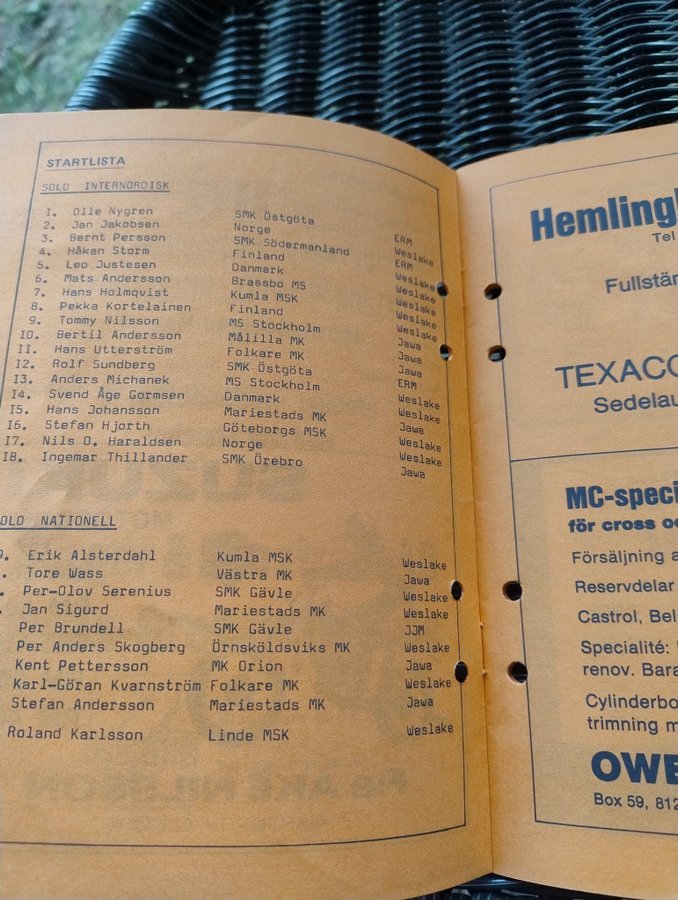 STARTLISTA
SOLO INTERNORDISK
1. Olle Nygren SMK Östgöta ERM
2. Jan Jakobsen Norge Weslake
3. Bernt Persson SMK Södermanland ERM
4. Håkan Storm Finland Weslake
5. Leo Justesen Danmark Weslake
6. Mats Andersson Brassbo MS Weslake
7. Hans Holmqvist Kumla MSK Weslake
8. Pekka Kortelainen Finland Weslake
9. Tommy Nilsson MS Stockholm Jawa
10. Bertil Andersson Målilla MK Jawa
11. Hans Utterström Folkare MK Jawa
12. Rolf Sundberg SMK Östgöta ERM
13. Anders Michanek MS Stockholm Weslake
14. Svend Åge Gormsen Danmark Weslake
15. Hans Johansson Mariestads MK Jawa
16. Stefan Hjorth Göteborgs MSK Weslake
17. Nils O. Haraldsen Norge Weslake
18. Ingemar Thillander SMK Örebro Jawa
OLO NATIONELL
9. Erik Alsterdahl Kumla MSK Weslake
. Tore Wass Västra MK Jawa
. Per-Olov Serenius SMK Gävle Weslake
. Jan Sigurd Mariestads MK Weslake
Per Brundell SMK Gävle JJM
Per Anders Skogberg Örnsköldsviks MK Weslake
Kent Pettersson MK Orion Jawa
Karl-Göran Kvarnström Folkare MK Weslake
Stefan Andersson Mariestads MK Jawa
Roland Karlsson Linde MSK Weslake
Hemling
Tel
Fullstän
TEXACO
Sedelau
MC-speci
för cross oc
Försäljning a
Reservdelar
Castrol, Bel
Specialité:
renov. Bara
Cylinderbo
trimning m
OWE
Box 59, 812